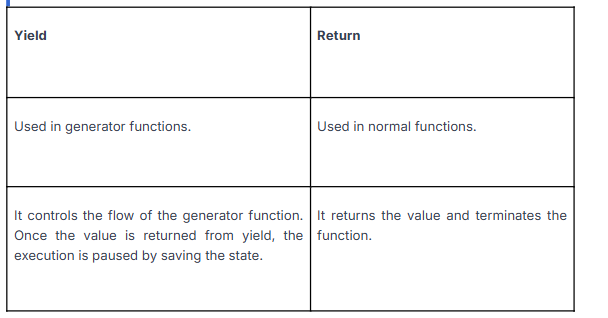 Yield
Return
Used in generator functions.
Used in normal functions.
It controls the flow of the generator function.
Once the value is returned from yield, the
execution is paused by saving the state.
It returns the value and terminates the
function.